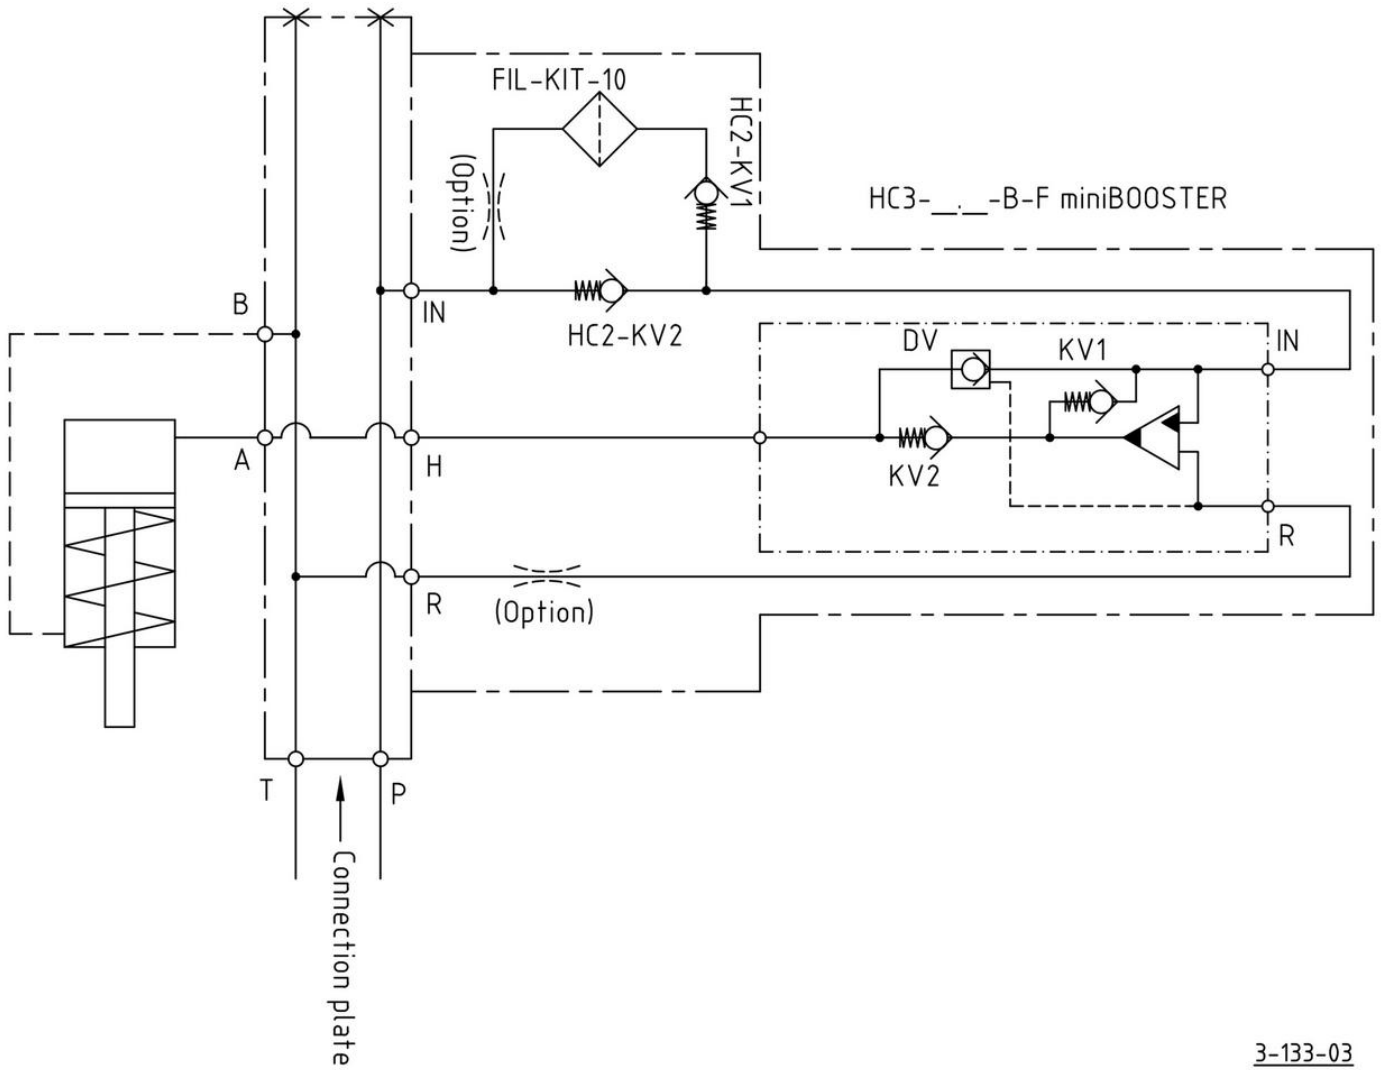 FIL-KIT-10
HC2-KV1
(Option)
HC3-__.__-B-F miniBOOSTER
B
IN
HC2-KV2
DV
KV1
IN
A
H
KV2
R
R
(Option)
T
P
Connection plate
3-133-03